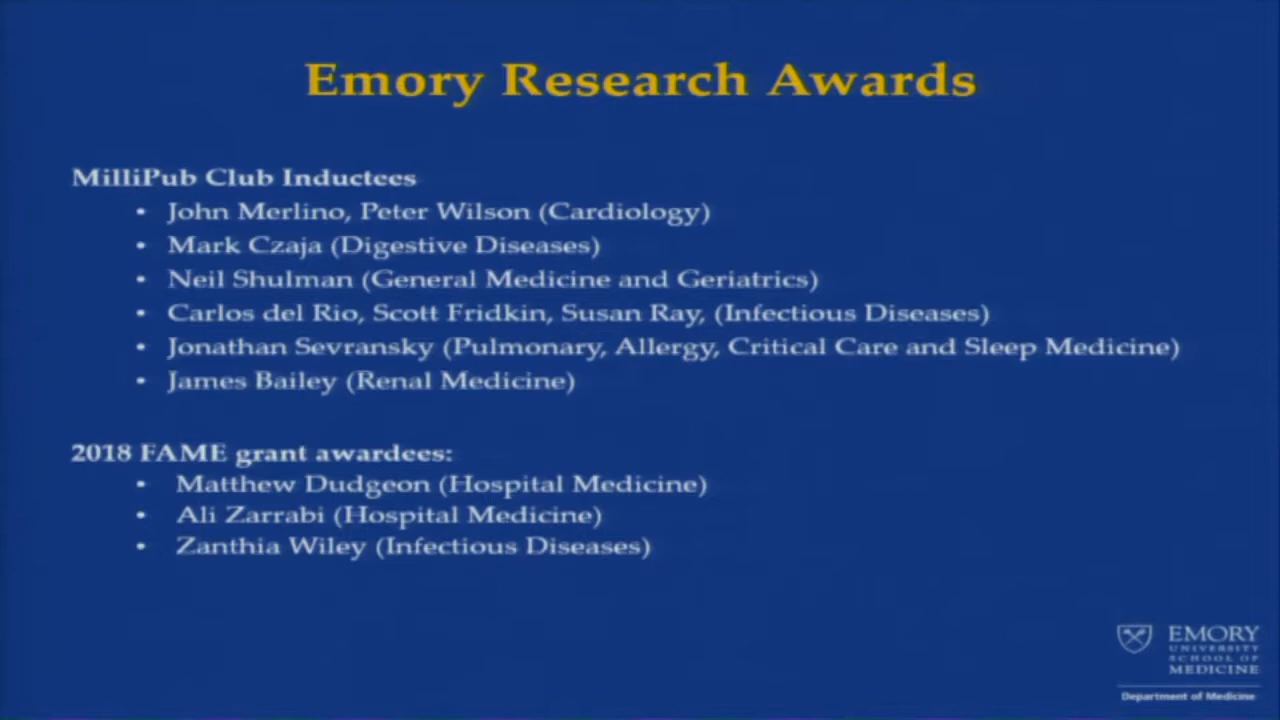 Emory Research Awards
MilliPub Club Inductees
• John Merlino, Peter Wilson (Cardiology)
• Mark Czaja (Digestive Diseases)
• Neil Shulman (General Medicine and Geriatrics)
• Carlos del Rio, Scott Fridkin, Susan Ray, (Infectious Diseases)
• Jonathan Sevransky (Pulmonary, Allergy, Critical Care and Sleep Medicine)
• James Bailey (Renal Medicine)
2018 FAME grant awardees:
• Matthew Dudgeon (Hospital Medicine)
• Ali Zarrabi (Hospital Medicine)
• Zanthia Wiley (Infectious Diseases)
EMORY
UNIVERSITY
SCHOOL OF
MEDICINE
Department of Medicine